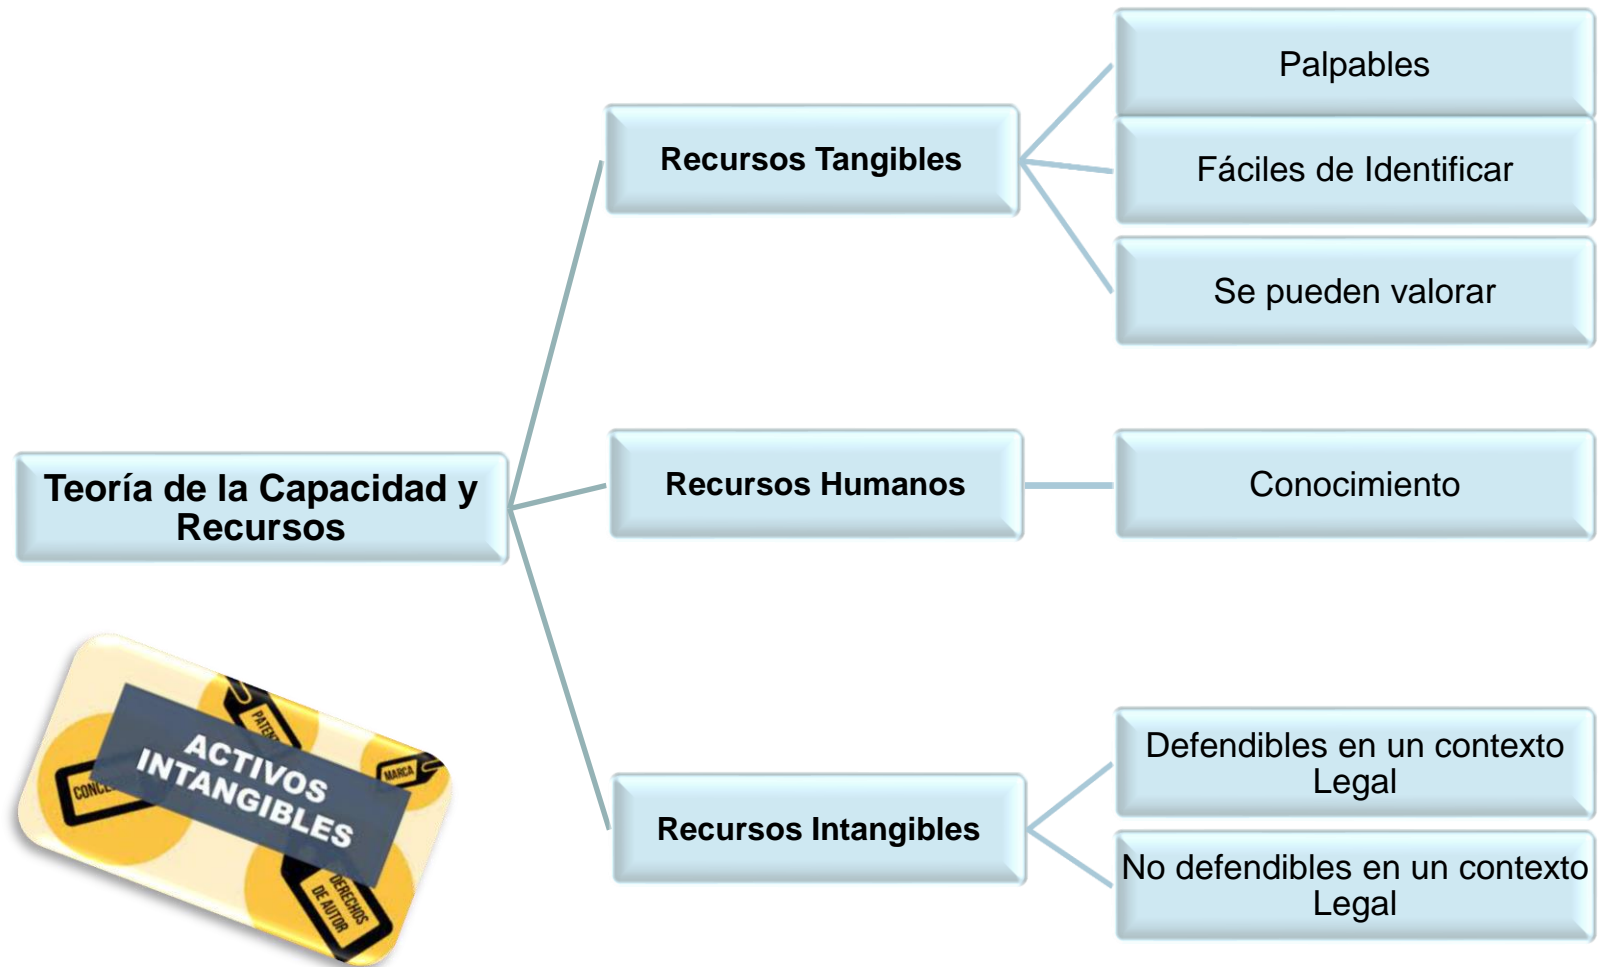 Palpables
Recursos Tangibles
Fáciles de Identificar
Se pueden valorar
Teoría de la Capacidad y
Recursos
Recursos Humanos
Conocimiento
Defendibles en un contexto
Legal
Recursos Intangibles
No defendibles en un contexto
Legal
ACTIVOS
INTANGIBLES
MARCA
DERECHOS
DE AUTOR